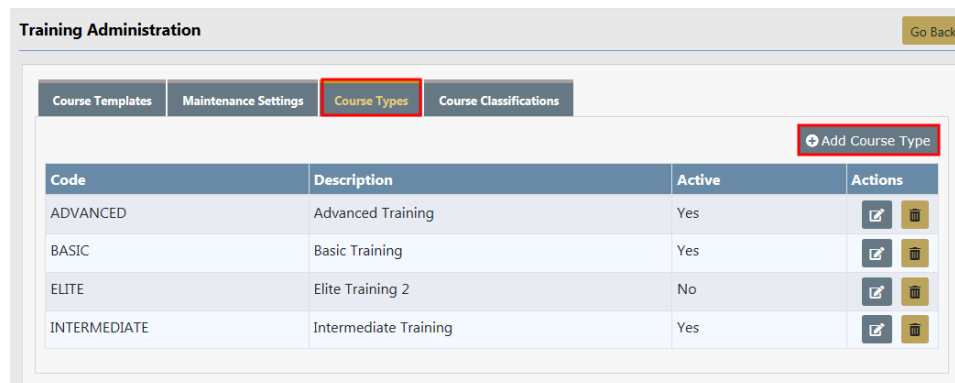 Training Administration
Go Back
Course Templates Maintenance Settings Course Types Course Classifications
Add Course Type
Code Description Active Actions
ADVANCED Advanced Training Yes
BASIC Basic Training Yes
ELITE Elite Training 2 No
INTERMEDIATE Intermediate Training Yes